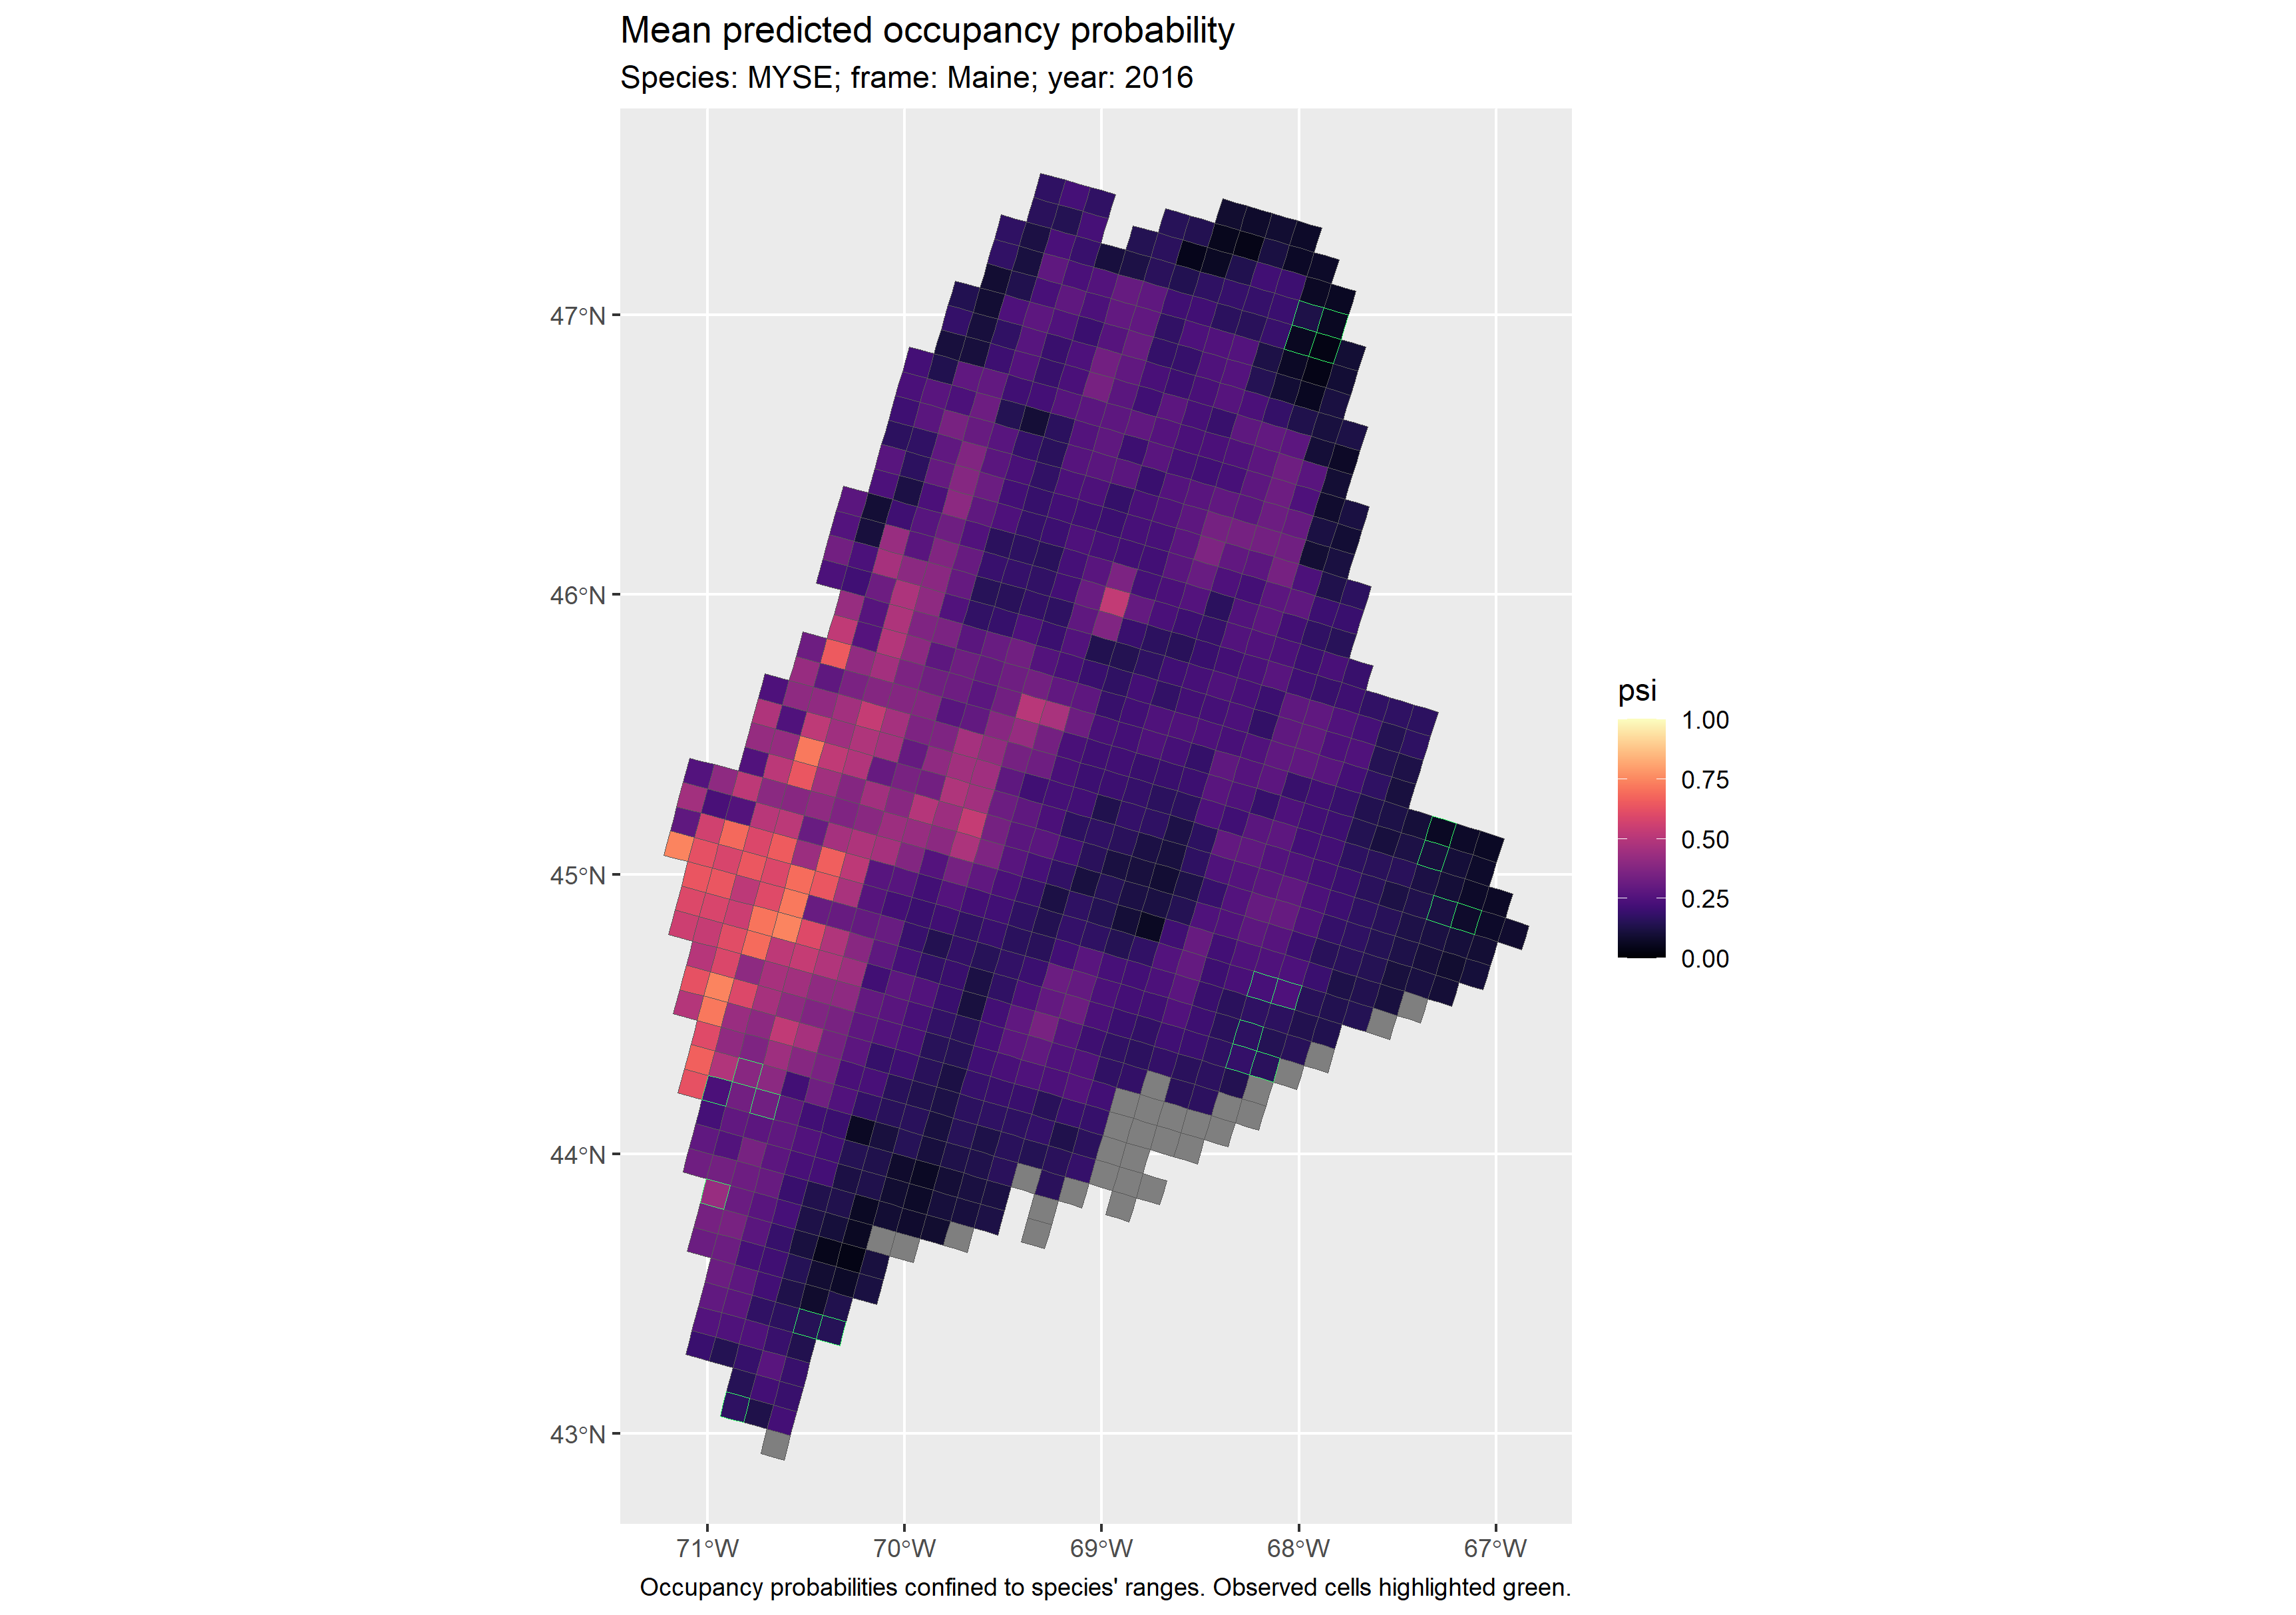 Mean predicted occupancy probability
Species: MYSE; frame: Maine; year: 2016
47°N
46°N
45°N
44°N
43°N
71°W
70°W
69°W
68°W
67°W
psi
1.00
0.75
0.50
0.25
0.00
Occupancy probabilities confined to species' ranges. Observed cells highlighted green.